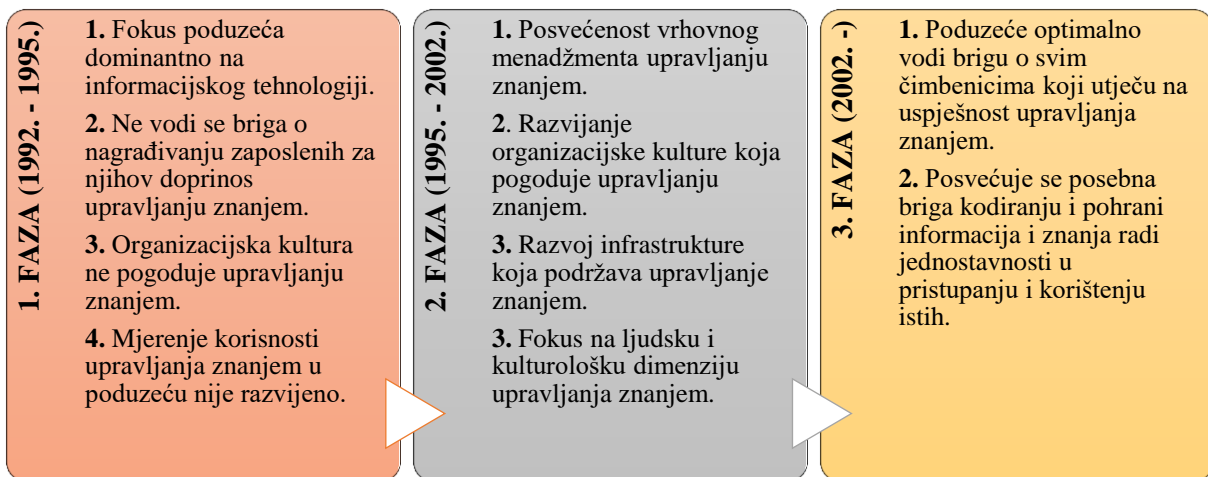 1. FAZA (1992. - 1995.)
1. Fokus poduzeća
dominantno na
informacijskog tehnologiji.
2. Ne vodi se briga o
nagrađivanju zaposlenih za
njihov doprinos
upravljanju znanjem.
3. Organizacijska kultura
ne pogoduje upravljanju
znanjem.
4. Mjerenje korisnosti
upravljanja znanjem u
poduzeću nije razvijeno.
2. FAZA (1995. - 2002.)
1. Posvećenost vrhovnog
menadžmenta upravljanju
znanjem.
2. Razvijanje
organizacijske kulture koja
pogoduje upravljanju
znanjem.
3. Razvoj infrastrukture
koja podržava upravljanje
znanjem.
3. Fokus na ljudsku i
kulturološku dimenziju
upravljanja znanjem.
3. FAZA (2002. -)
1. Poduzeće optimalno
vodi brigu o svim
čimbenicima koji utječu na
uspješnost upravljanja
znanjem.
2. Posvećuje se posebna
briga kodiranju i pohrani
informacija i znanja radi
jednostavnosti u
pristupanju i korištenju
istih.